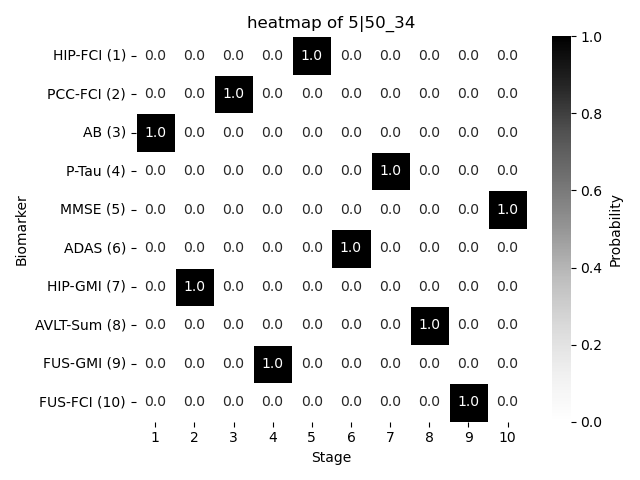 heatmap of 5|50_34
HIP-FCI (1) 0.0 0.0 0.0 0.0 1.0 0.0 0.0 0.0 0.0 0.0
PCC-FCI (2) 0.0 0.0 1.0 0.0 0.0 0.0 0.0 0.0 0.0 0.0
AB (3) 1.0 0.0 0.0 0.0 0.0 0.0 0.0 0.0 0.0 0.0
P-Tau (4) 0.0 0.0 0.0 0.0 0.0 0.0 1.0 0.0 0.0 0.0
MMSE (5) 0.0 0.0 0.0 0.0 0.0 0.0 0.0 0.0 0.0 1.0
ADAS (6) 0.0 0.0 0.0 0.0 0.0 1.0 0.0 0.0 0.0 0.0
HIP-GMI (7) 0.0 1.0 0.0 0.0 0.0 0.0 0.0 0.0 0.0 0.0
AVLT-Sum (8) 0.0 0.0 0.0 0.0 0.0 0.0 0.0 1.0 0.0 0.0
FUS-GMI (9) 0.0 0.0 0.0 1.0 0.0 0.0 0.0 0.0 0.0 0.0
FUS-FCI (10) 0.0 0.0 0.0 0.0 0.0 0.0 0.0 0.0 1.0 0.0
1 2 3 4 5 6 7 8 9 10
Stage
Biomarker
1.0
0.8
0.6
0.4
0.2
0.0
Probability